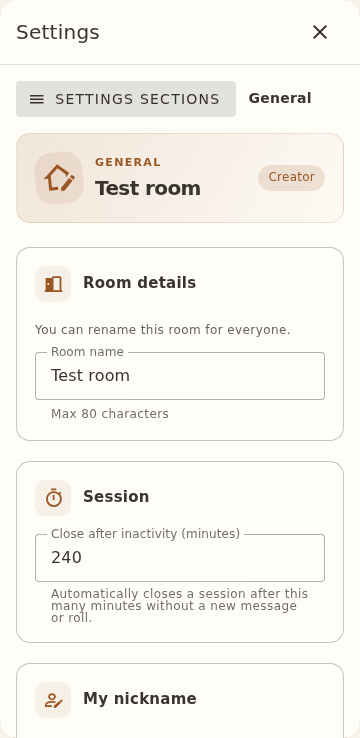 Settings
SETTINGS SECTIONS
General
GENERAL
Test room
Creator
Room details
You can rename this room for everyone.
Room name
Test room
Max 80 characters
Session
Close after inactivity (minutes)
240
Automatically closes a session after this
many minutes without a new message
or roll.
My nickname